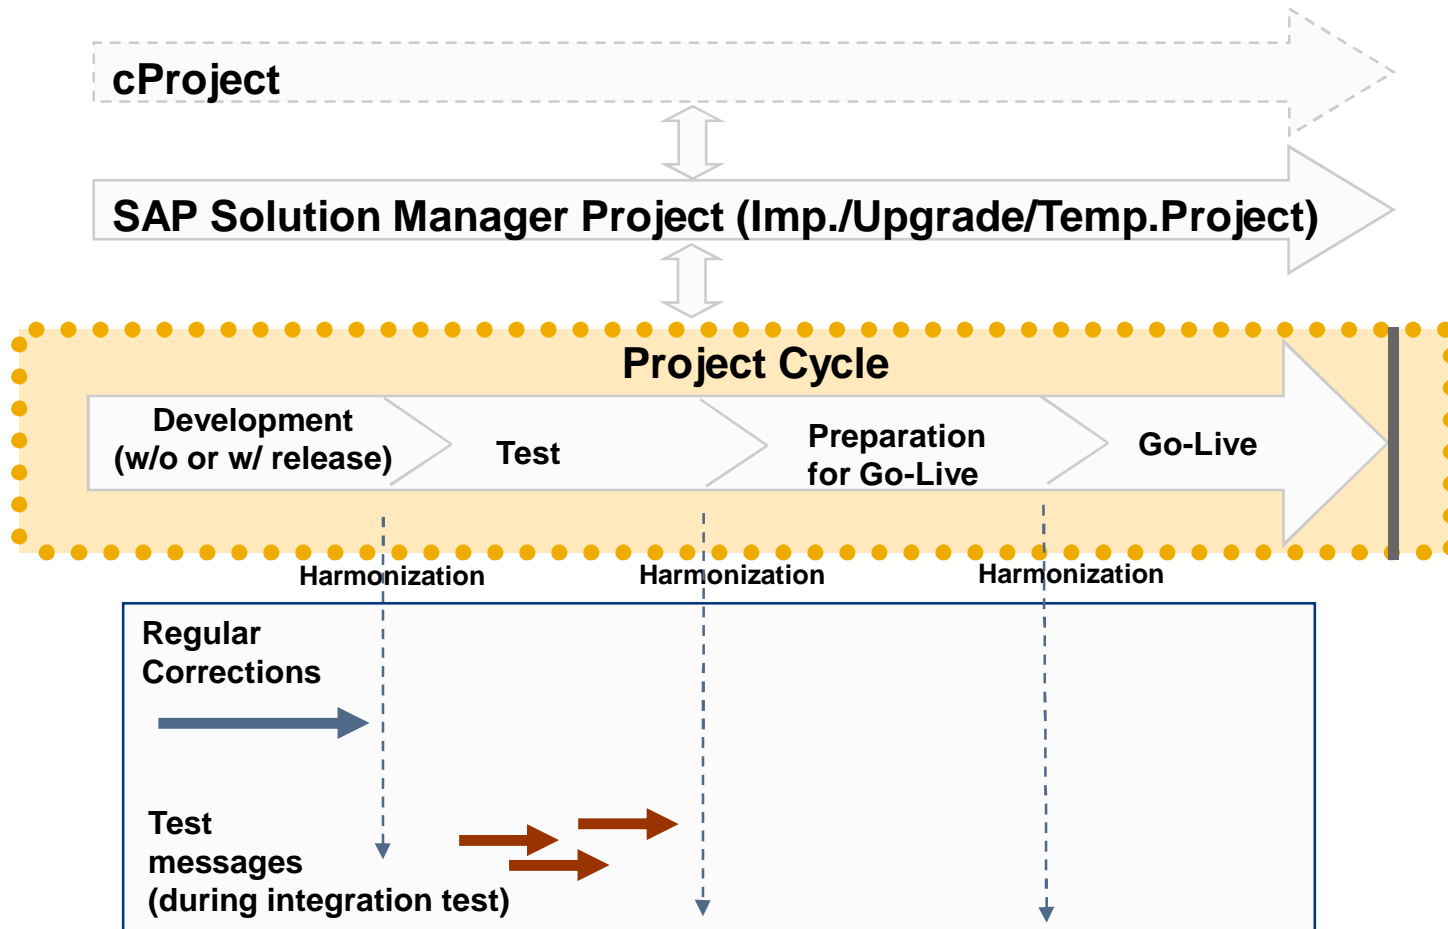 cProject
SAP Solution Manager Project (Imp./Upgrade/Temp.Project)
Project Cycle
Development
(w/o or w/ release)
Test
Preparation
for Go-Live
Go-Live
Harmonization
Harmonization
Harmonization
Regular
Corrections
Test
messages
(during integration test)